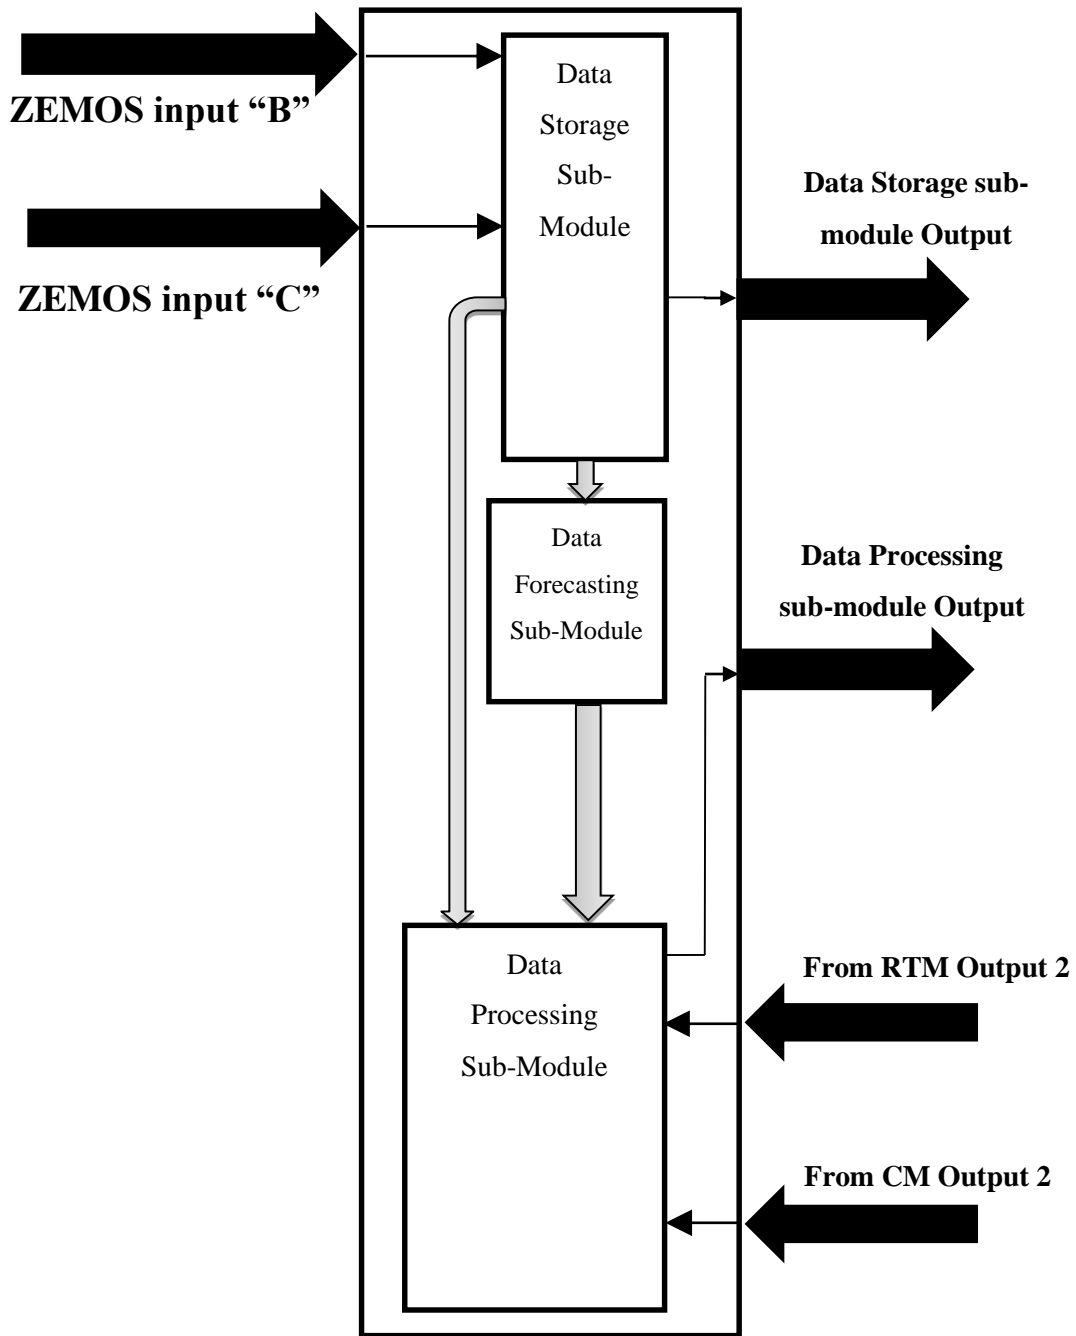 ZEMOS input “B”
ZEMOS input “C”
Data
Storage
Sub-
Module
Data Storage sub-
module Output
Data
Forecasting
Sub-Module
Data Processing
sub-module Output
Data
Processing
Sub-Module
From RTM Output 2
From CM Output 2